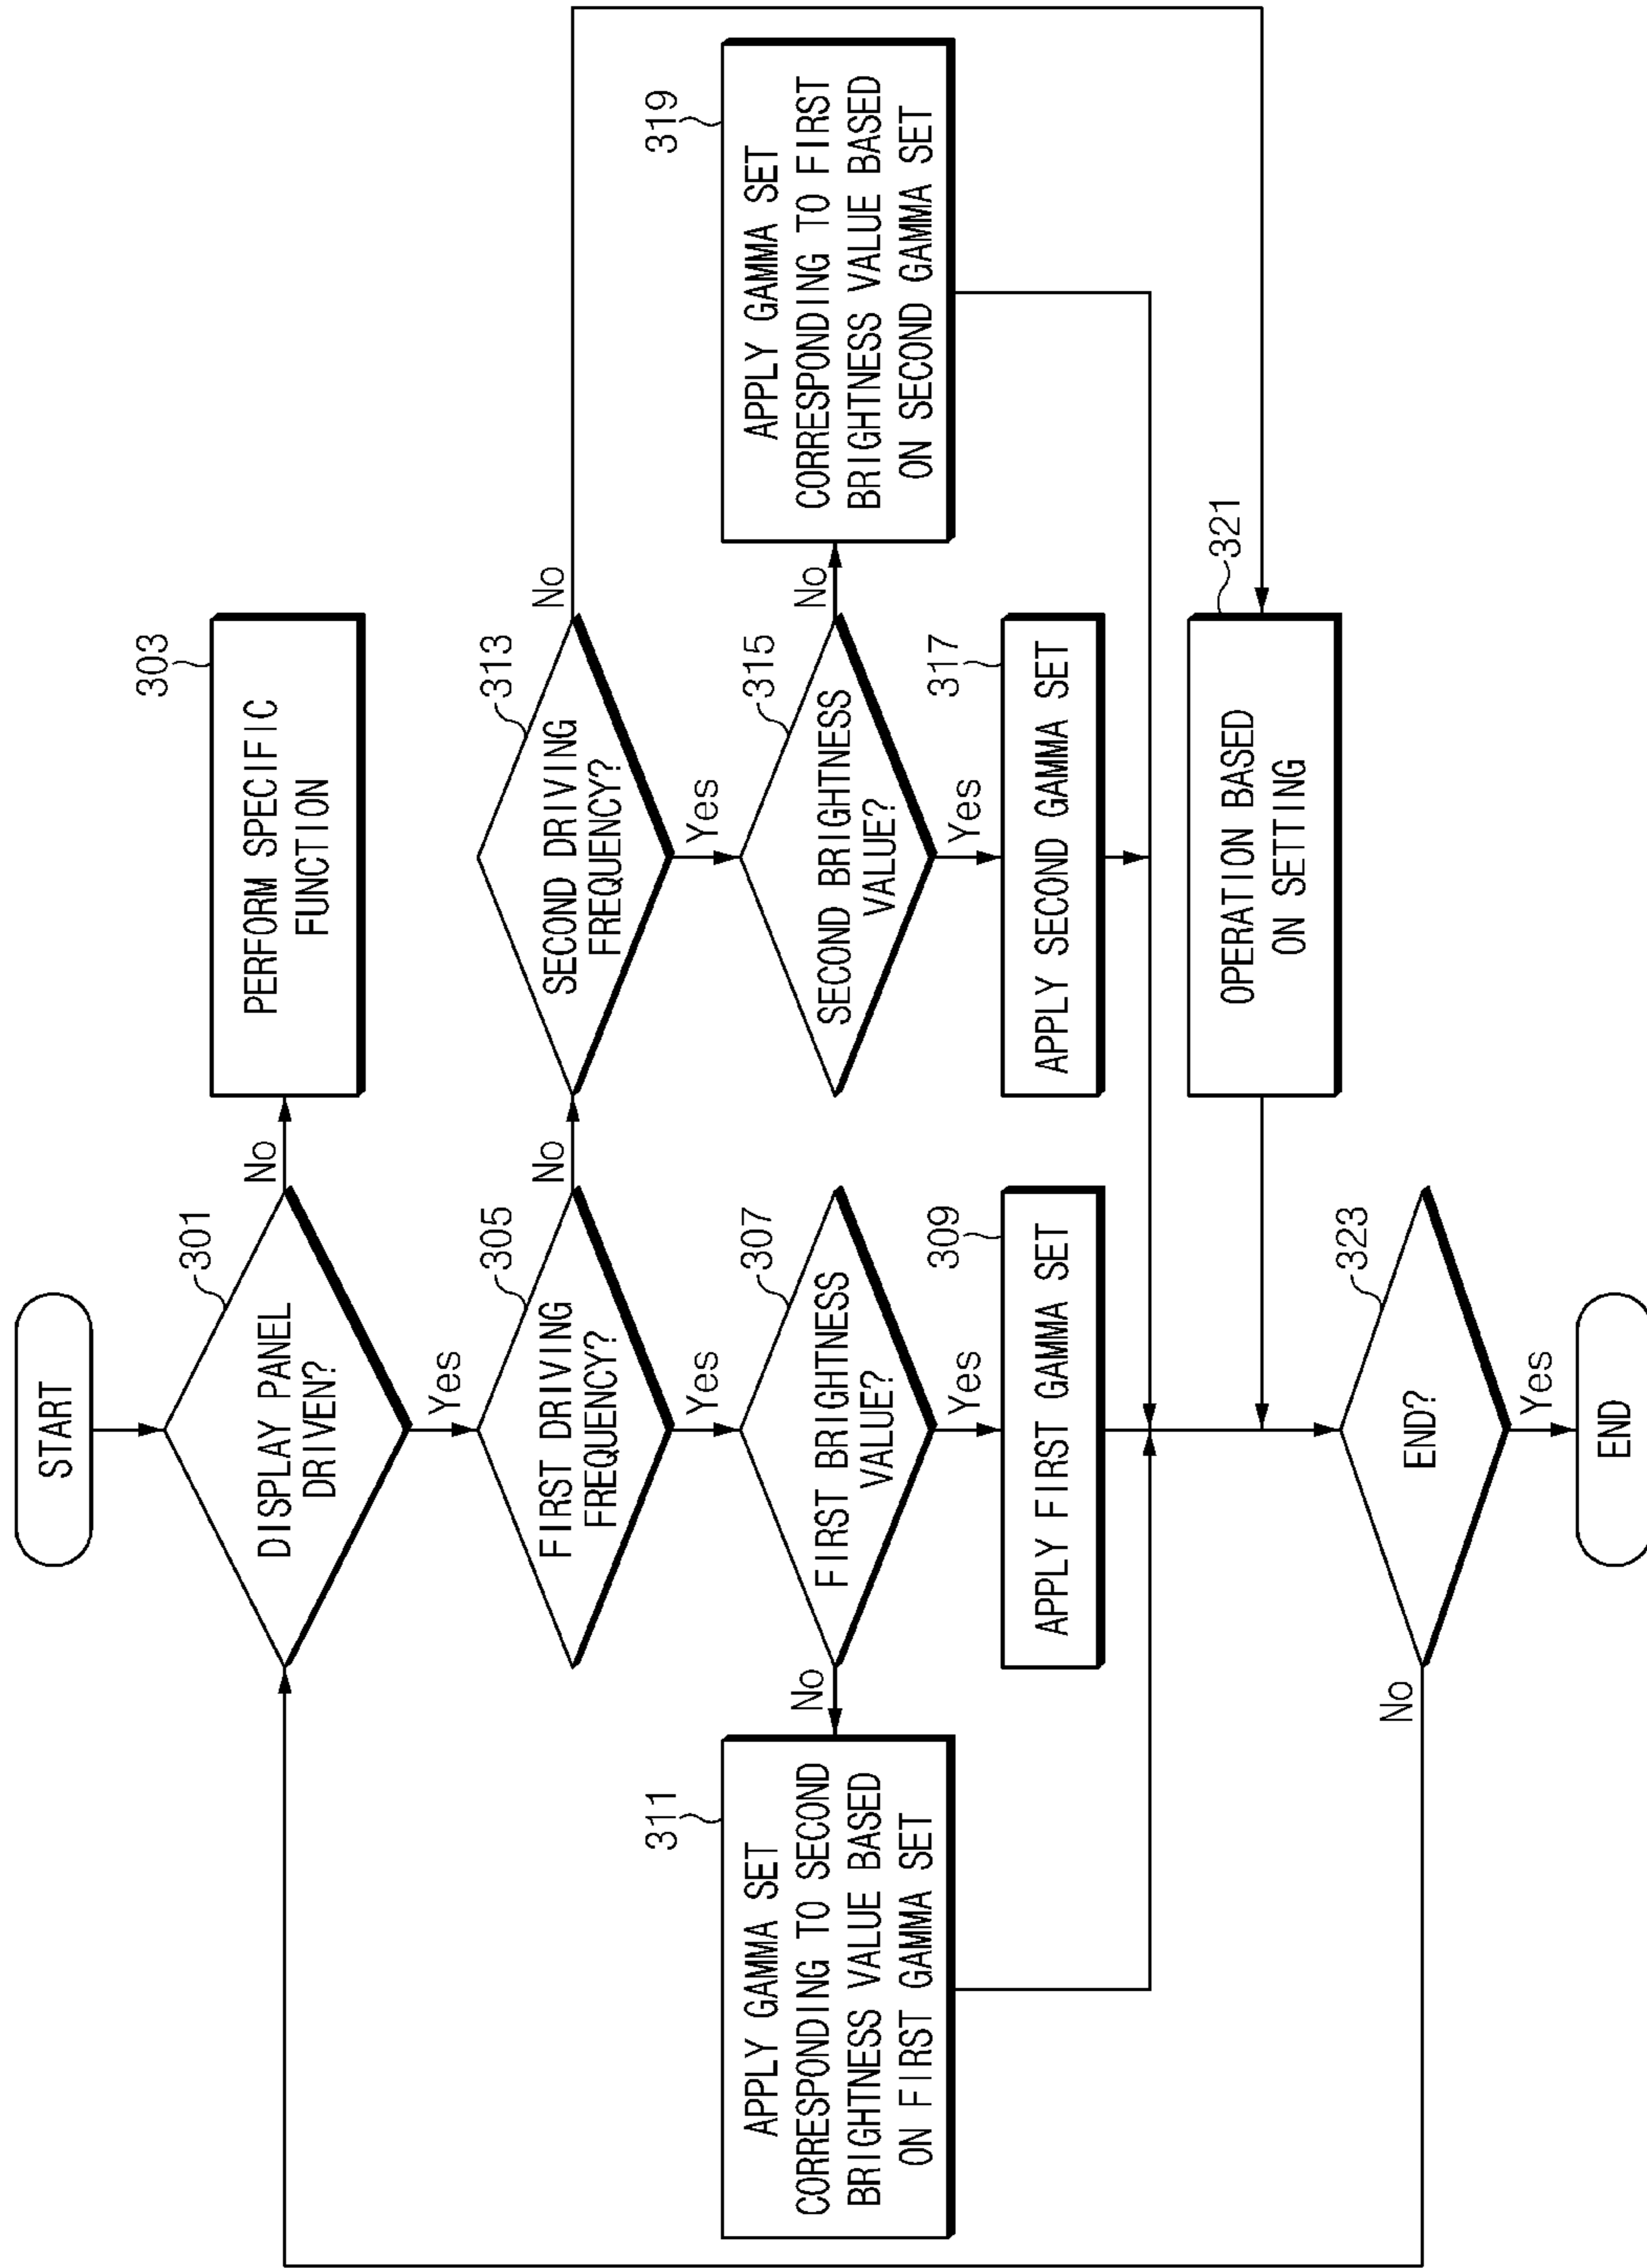 START
301
DISPLAY PANEL
DRIVEN?
No
303
PERFORM SPECIFIC
FUNCTION
Yes
305
FIRST DRIVING
FREQUENCY?
No
313
SECOND DRIVING
FREQUENCY?
No
Yes
Yes
307
FIRST BRIGHTNESS
VALUE?
No
311
APPLY GAMMA SET
CORRESPONDING TO SECOND
BRIGHTNESS VALUE BASED
ON FIRST GAMMA SET
315
SECOND BRIGHTNESS
VALUE?
No
319
APPLY GAMMA SET
CORRESPONDING TO FIRST
BRIGHTNESS VALUE BASED
ON SECOND GAMMA SET
Yes
309
APPLY FIRST GAMMA SET
Yes
317
APPLY SECOND GAMMA SET
321
OPERATION BASED
ON SETTING
323
END?
No
Yes
END